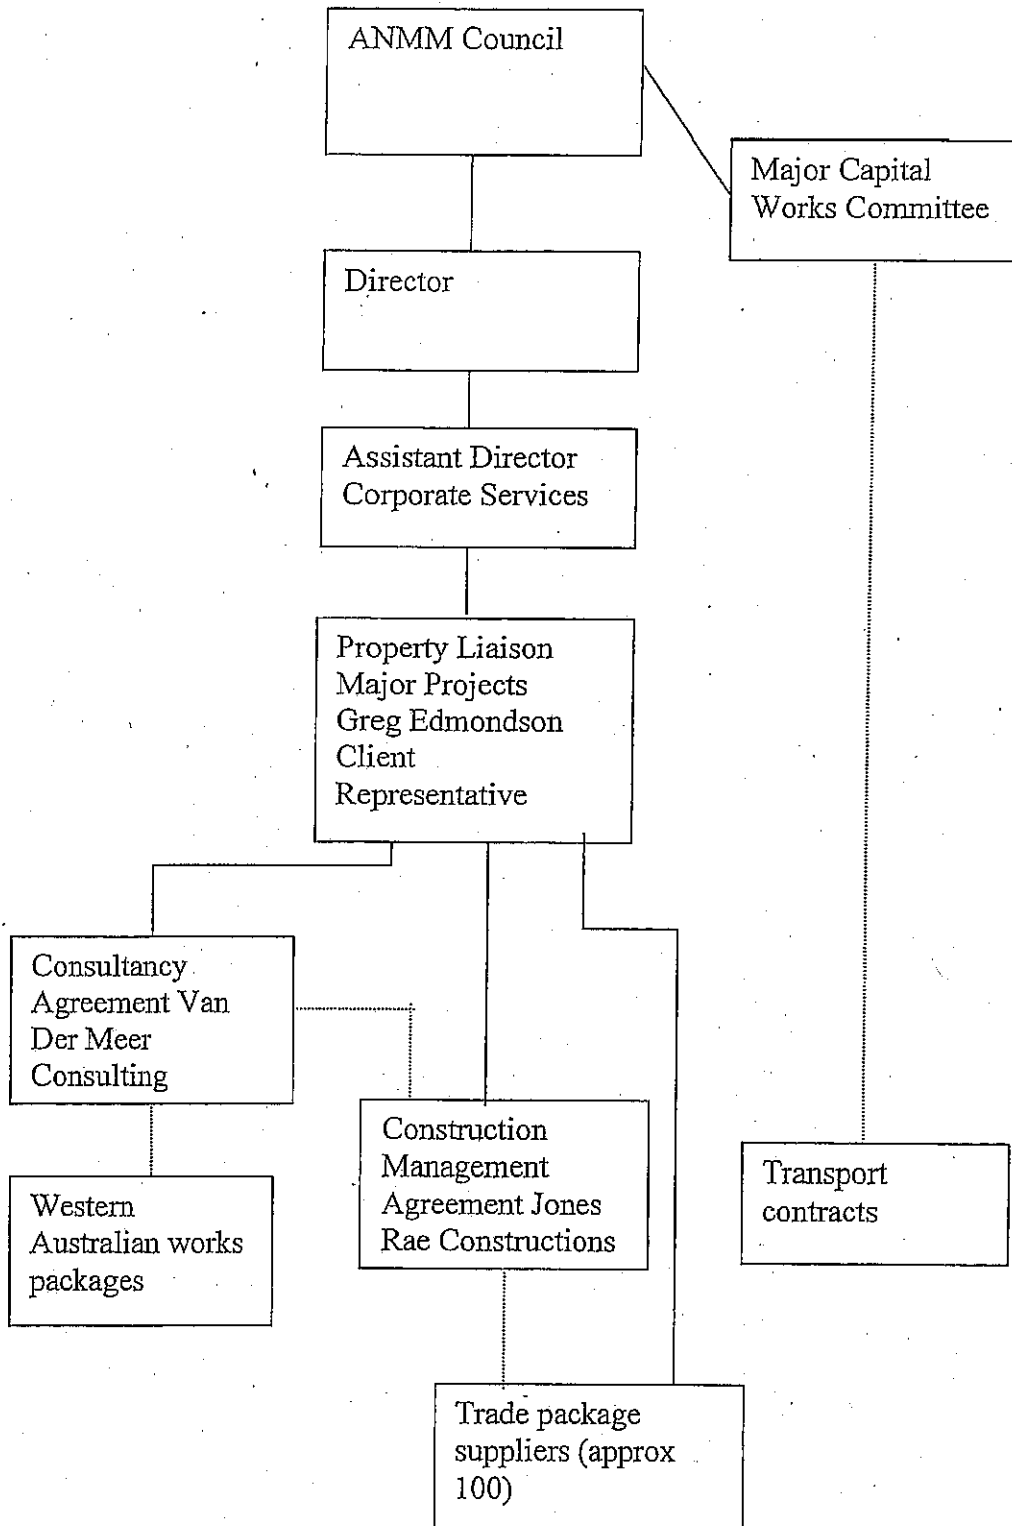 ANMM Council
Major Capital
Works Committee
Director
Assistant Director
Corporate Services
Property Liaison
Major Projects
Greg Edmondson
Client
Representative
Consultancy
Agreement Van
Der Meer
Consulting
Construction
Management
Agreement Jones
Rae Constructions
Transport
contracts
Western
Australian works
packages
Trade package
suppliers (approx
100)